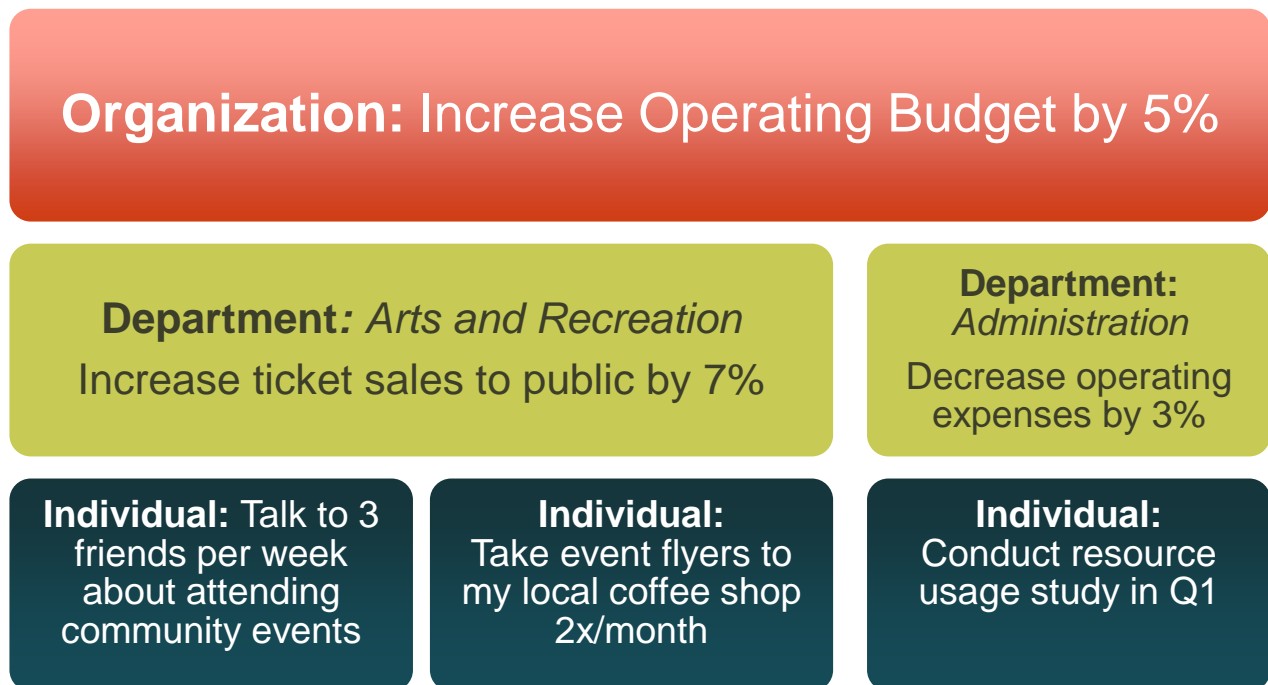 Organization: Increase Operating Budget by 5%
Department: Arts and Recreation
Increase ticket sales to public by 7%
Department:
Administration
Decrease operating
expenses by 3%
Individual: Talk to 3
friends per week
about attending
community events
Individual:
Take event flyers to
my local coffee shop
2x/month
Individual:
Conduct resource
usage study in Q1